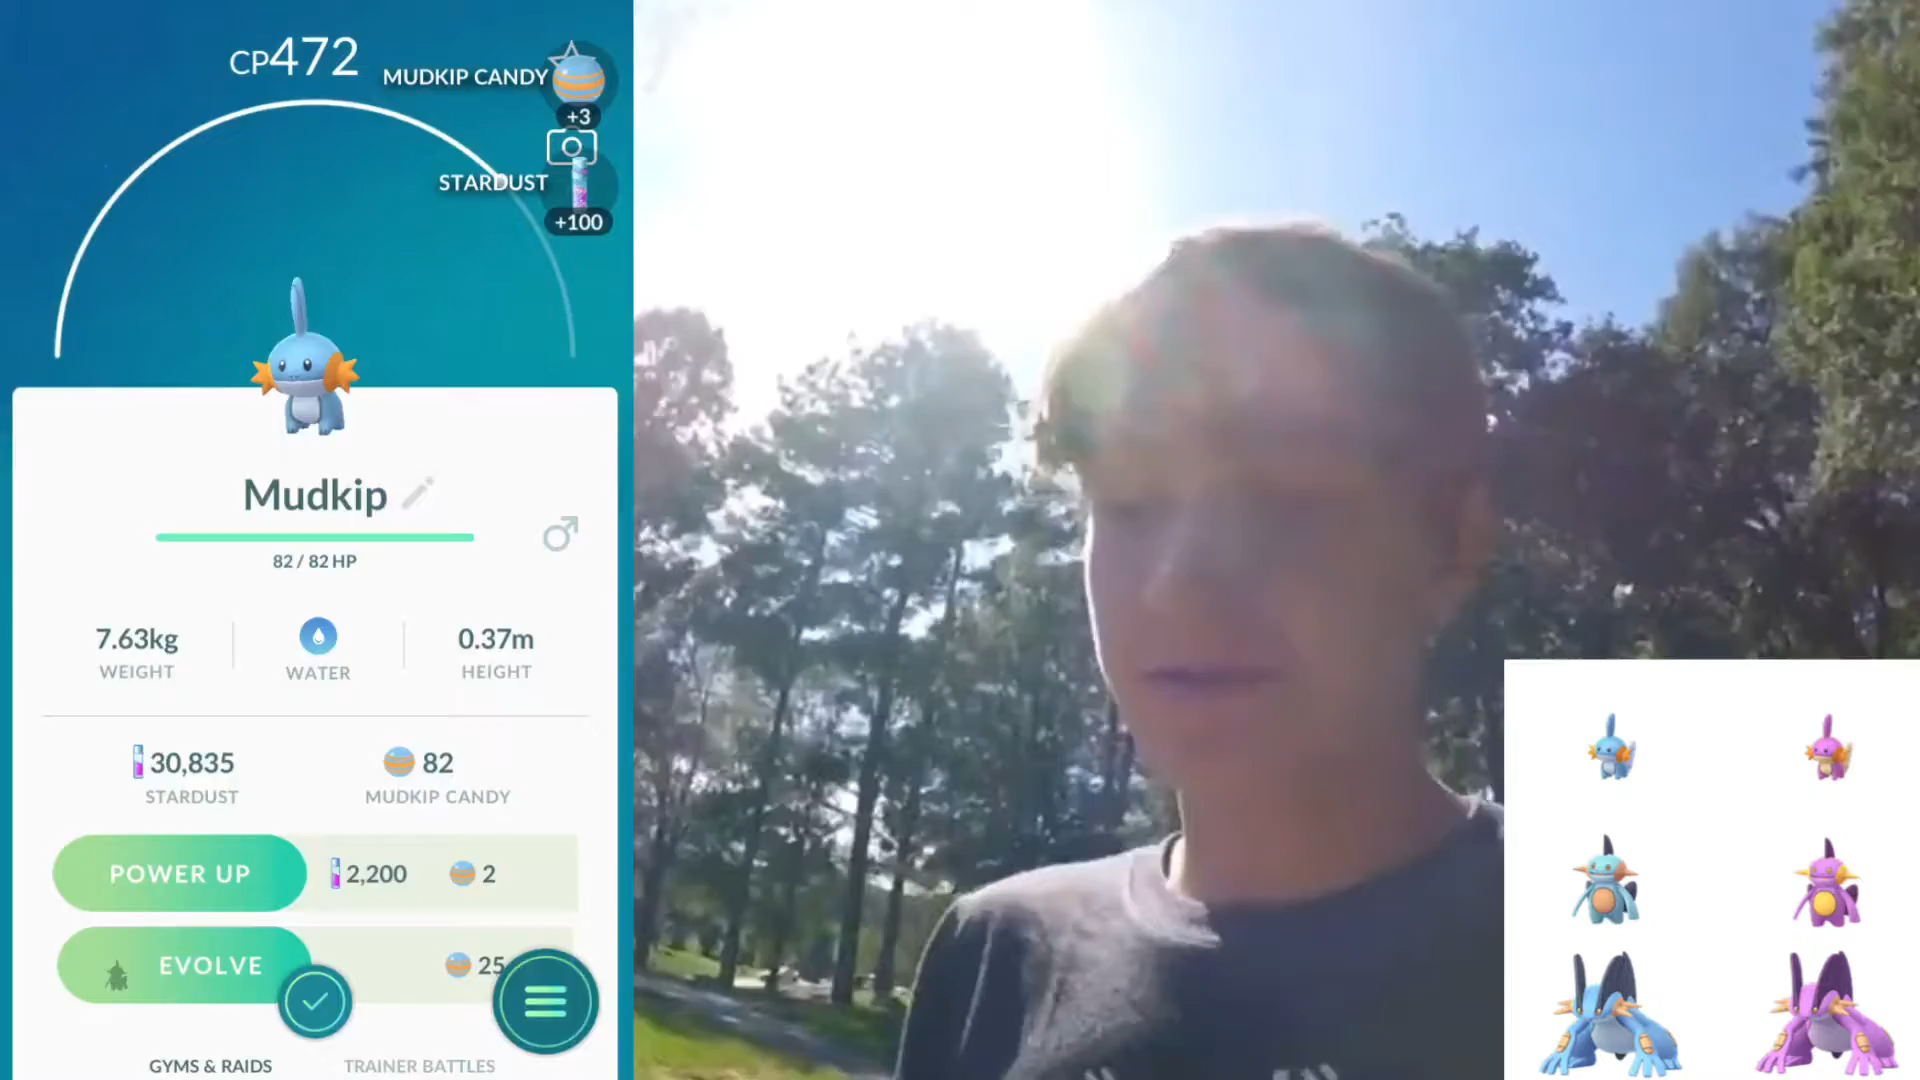 CP472
MUDKIP CANDY
+3
STARDUST
+100
Mudkip
82 / 82 HP
7.63kg
WEIGHT
WATER
0.37m
HEIGHT
30,835
STARDUST
82
MUDKIP CANDY
POWER UP
2,200
2
EVOLVE
25
GYMS & RAIDS
TRAINER BATTLES